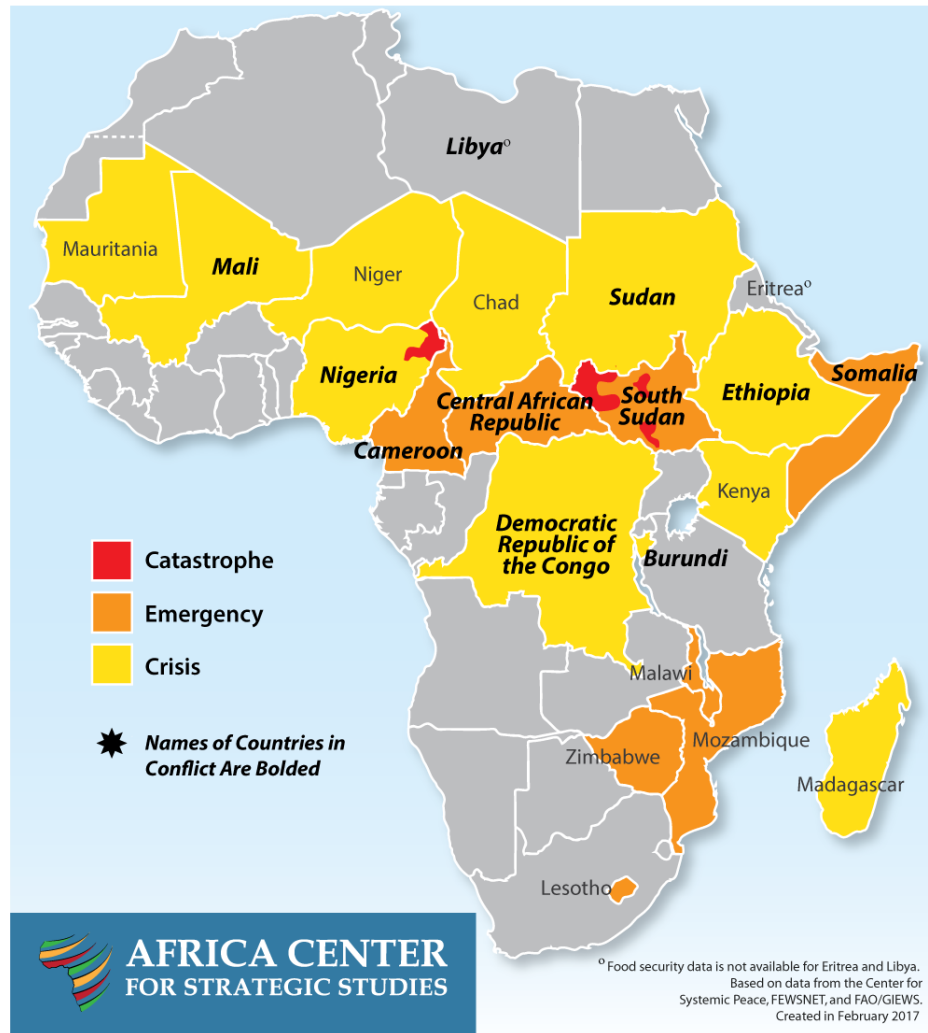 Libya°
Mauritania
Mali
Niger
Chad
Sudan
Eritrea°
Nigeria
Central African
Republic
South
Sudan
Ethiopia
Somalia
Cameroon
Kenya
Democratic
Republic of
the Congo
Burundi
Catastrophe
Emergency
Crisis
Names of Countries in
Conflict Are Bolded
Malawi
Mozambique
Zimbabwe
Madagascar
Lesotho
AFRICA CENTER
FOR STRATEGIC STUDIES
° Food security data is not available for Eritrea and Libya.
Based on data from the Center for
Systemic Peace, FEWSNET, and FAO/GIEWS.
Created in February 2017